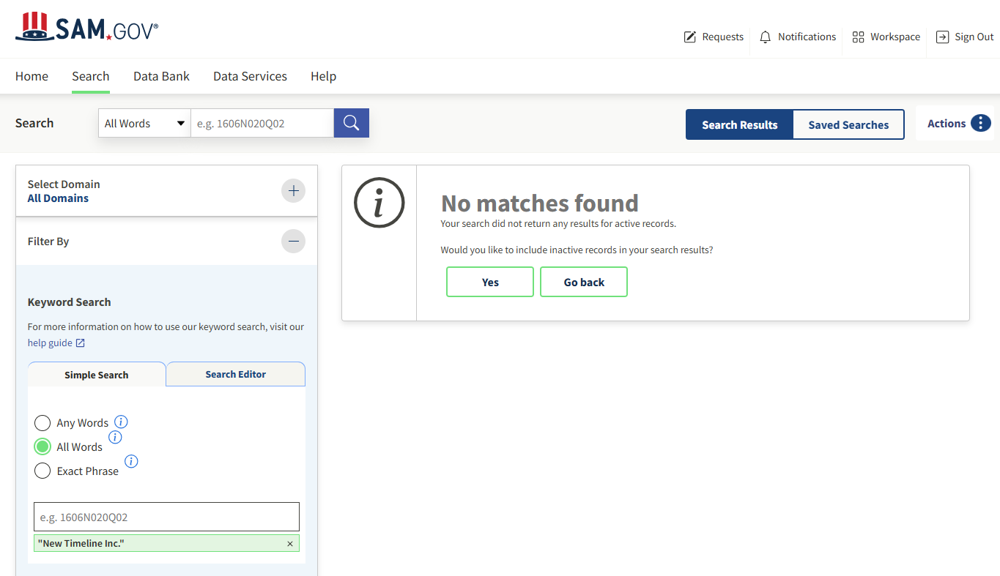 SAM.GOV®
Requests
Notifications
Workspace
Sign Out
Home
Search
Data Bank
Data Services
Help
Search
All Words
e.g. 1606N020Q02
Search Results
Saved Searches
Actions
Select Domain
All Domains
Filter By
Keyword Search
For more information on how to use our keyword search, visit our
help guide
Simple Search
Search Editor
Any Words
All Words
Exact Phrase
e.g. 1606N020Q02
"New Timeline Inc."
No matches found
Your search did not return any results for active records.
Would you like to include inactive records in your search results?
Yes
Go back